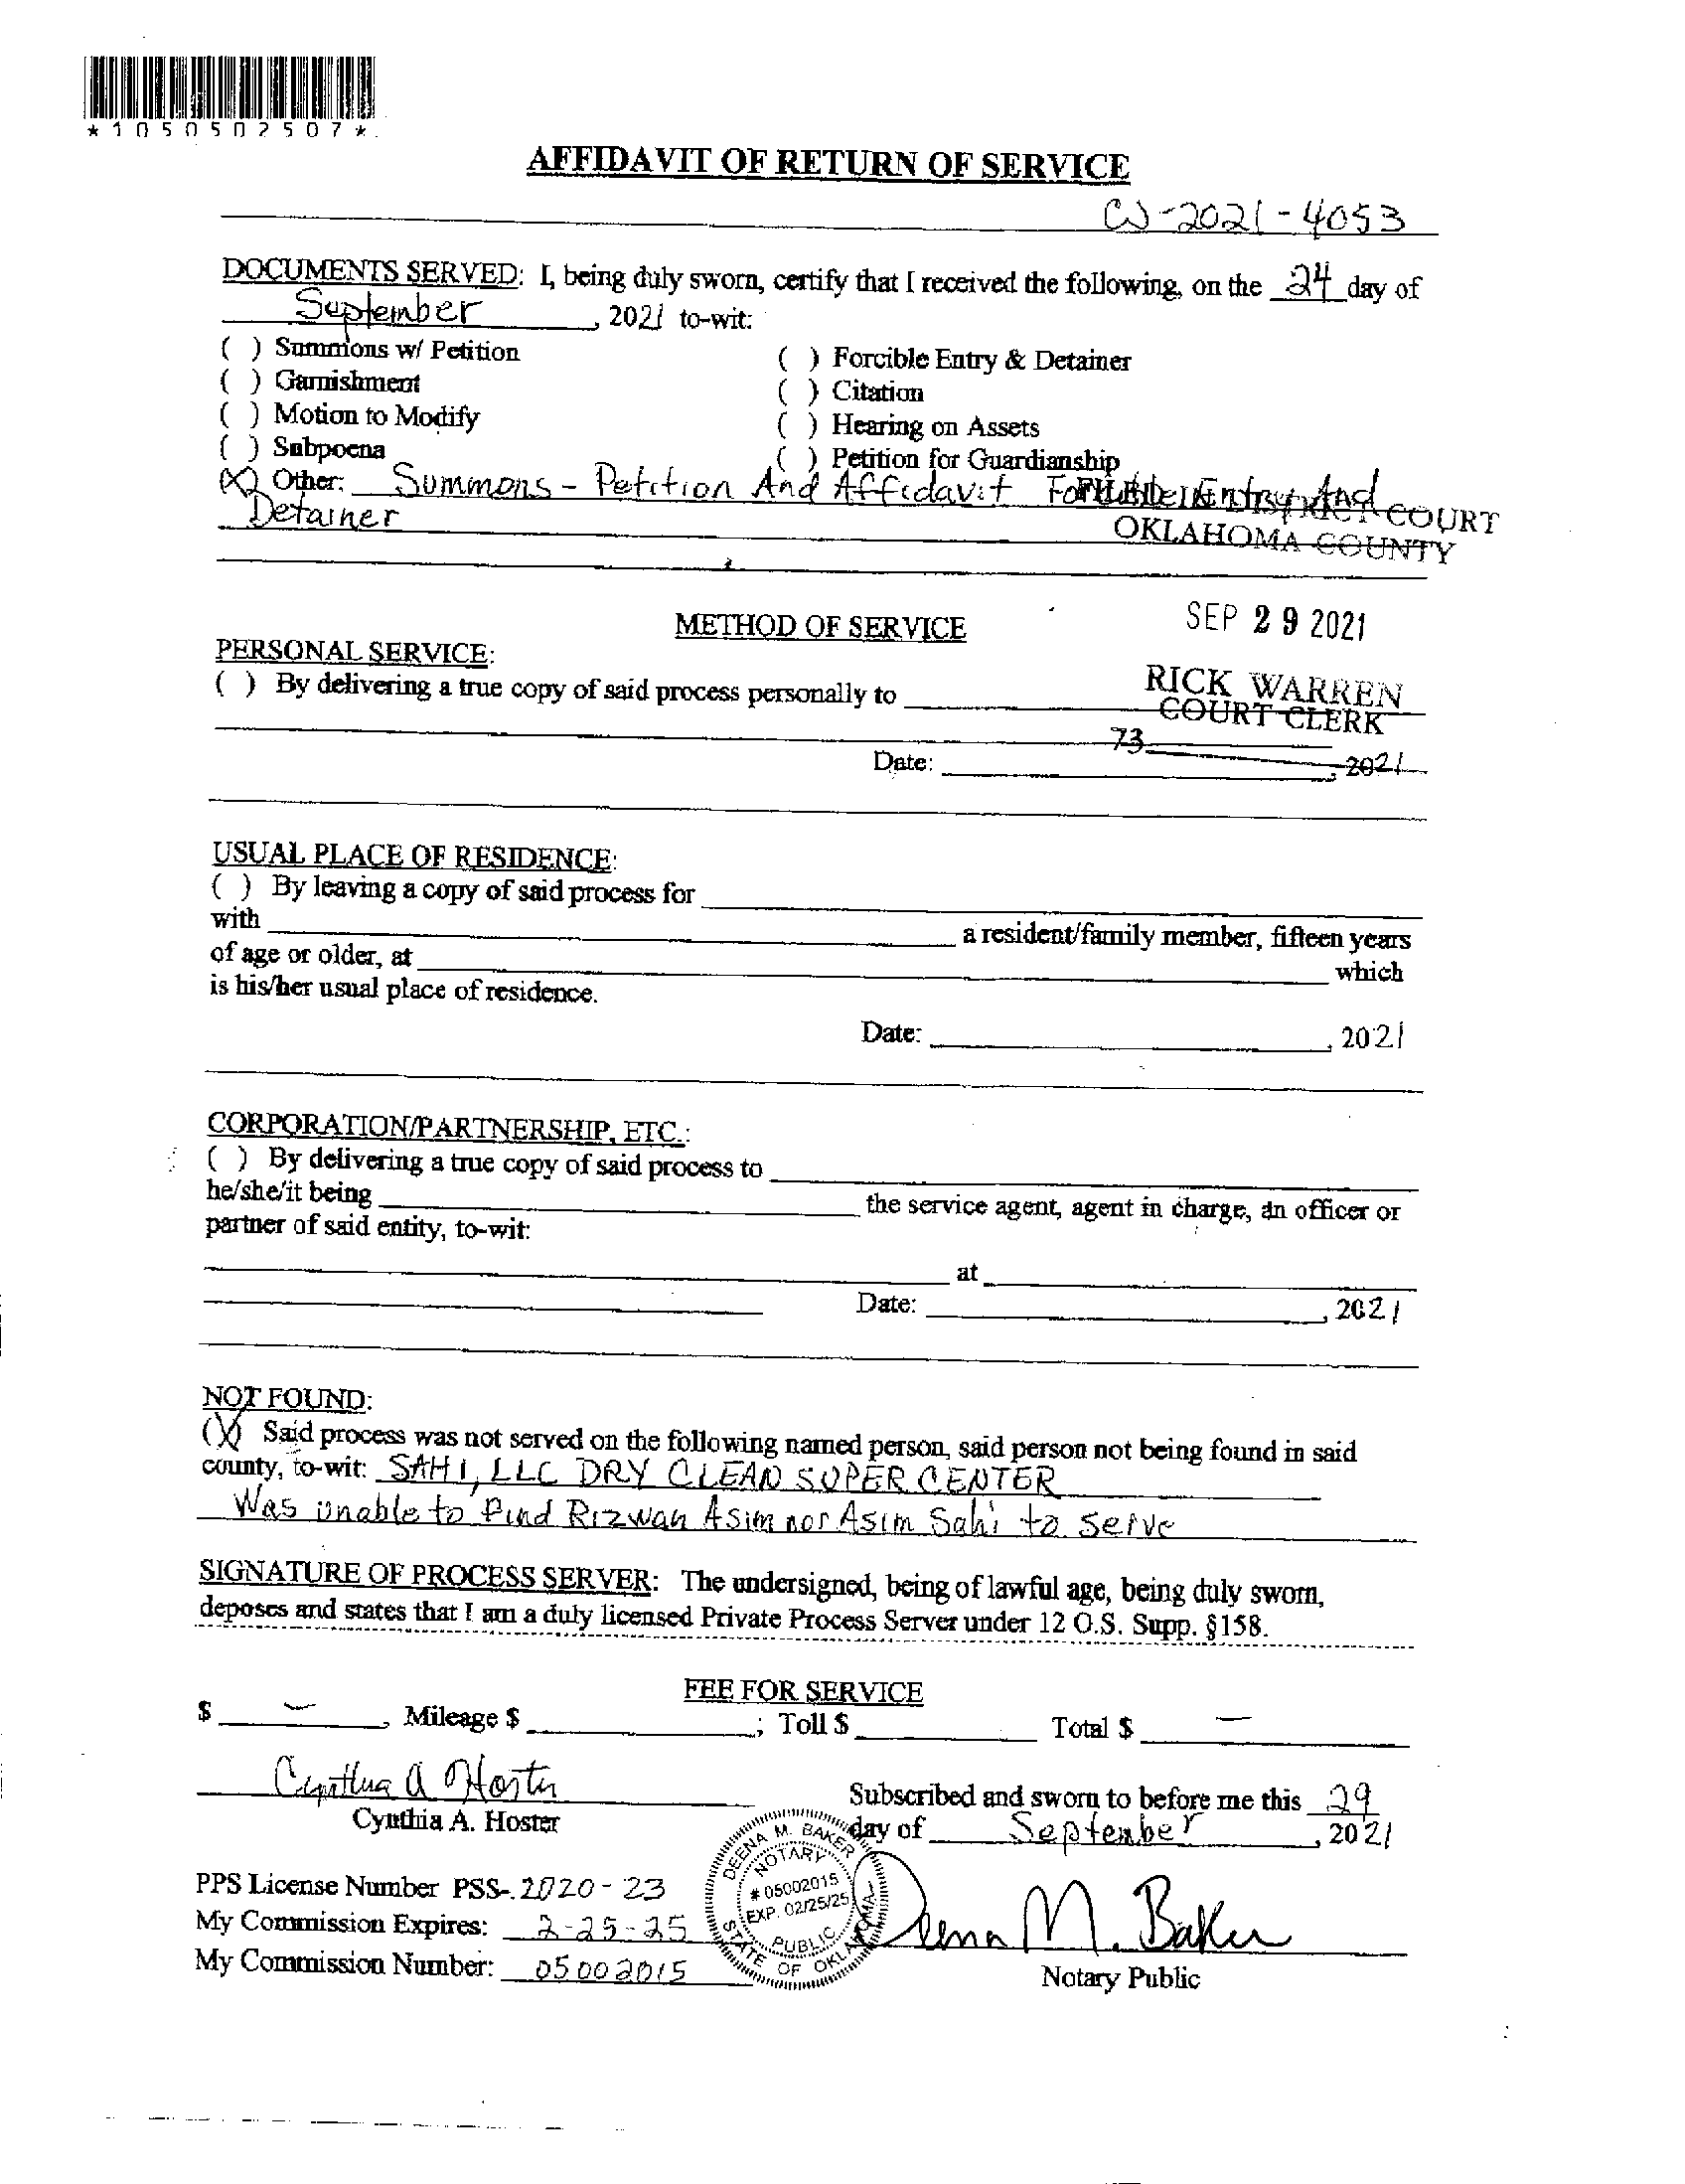 *1050502507*
AFFIDAVIT OF RETURN OF SERVICE
CJ-2021-4053
DOCUMENTS SERVED: I, being duly sworn, certify that I received the following, on the 24 day of
September, 2021 to-wit:
( ) Summons w/ Petition
( ) Forcible Entry & Detainer
( ) Garnishment
( ) Citation
( ) Motion to Modify
( ) Hearing on Assets
( ) Subpoena
( ) Petition for Guardianship
(X) Other: Summons - Petition And Affidavit Forcible Entry And
Detainer
FILED IN DISTRICT COURT
OKLAHOMA COUNTY
SEP 29 2021
METHOD OF SERVICE
PERSONAL SERVICE:
RICK WARREN
COURT CLERK
( ) By delivering a true copy of said process personally to
73
Date: , 2021
USUAL PLACE OF RESIDENCE:
( ) By leaving a copy of said process for
with a resident/family member, fifteen years
of age or older, at which
is his/her usual place of residence.
Date: , 2021
CORPORATION/PARTNERSHIP, ETC.:
( ) By delivering a true copy of said process to
he/she/it being the service agent, agent in charge, an officer or
partner of said entity, to-wit:
at
Date: , 2021
NOT FOUND:
(X) Said process was not served on the following named person, said person not being found in said
county, to-wit: SAHI, LLC DRY CLEAN SUPER CENTER
Was unable to find Rizwan Asim nor Asim Sahi to serve
SIGNATURE OF PROCESS SERVER: The undersigned, being of lawful age, being duly sworn,
deposes and states that I am a duly licensed Private Process Server under 12 O.S. Supp. §158.
FEE FOR SERVICE
$ — , Mileage $ ; Toll $ Total $ —
Cynthia A Hoster
Cynthia A. Hoster
Subscribed and sworn to before me this 29
day of September, 2021
DEENA M. BAKER
NOTARY
# 05002015
EXP. 02/25/25
PUBLIC
STATE OF OKLAHOMA
PPS License Number PSS-2020-23
My Commission Expires: 2-25-25
My Commission Number: 05002015
Deena M. Baker
Notary Public